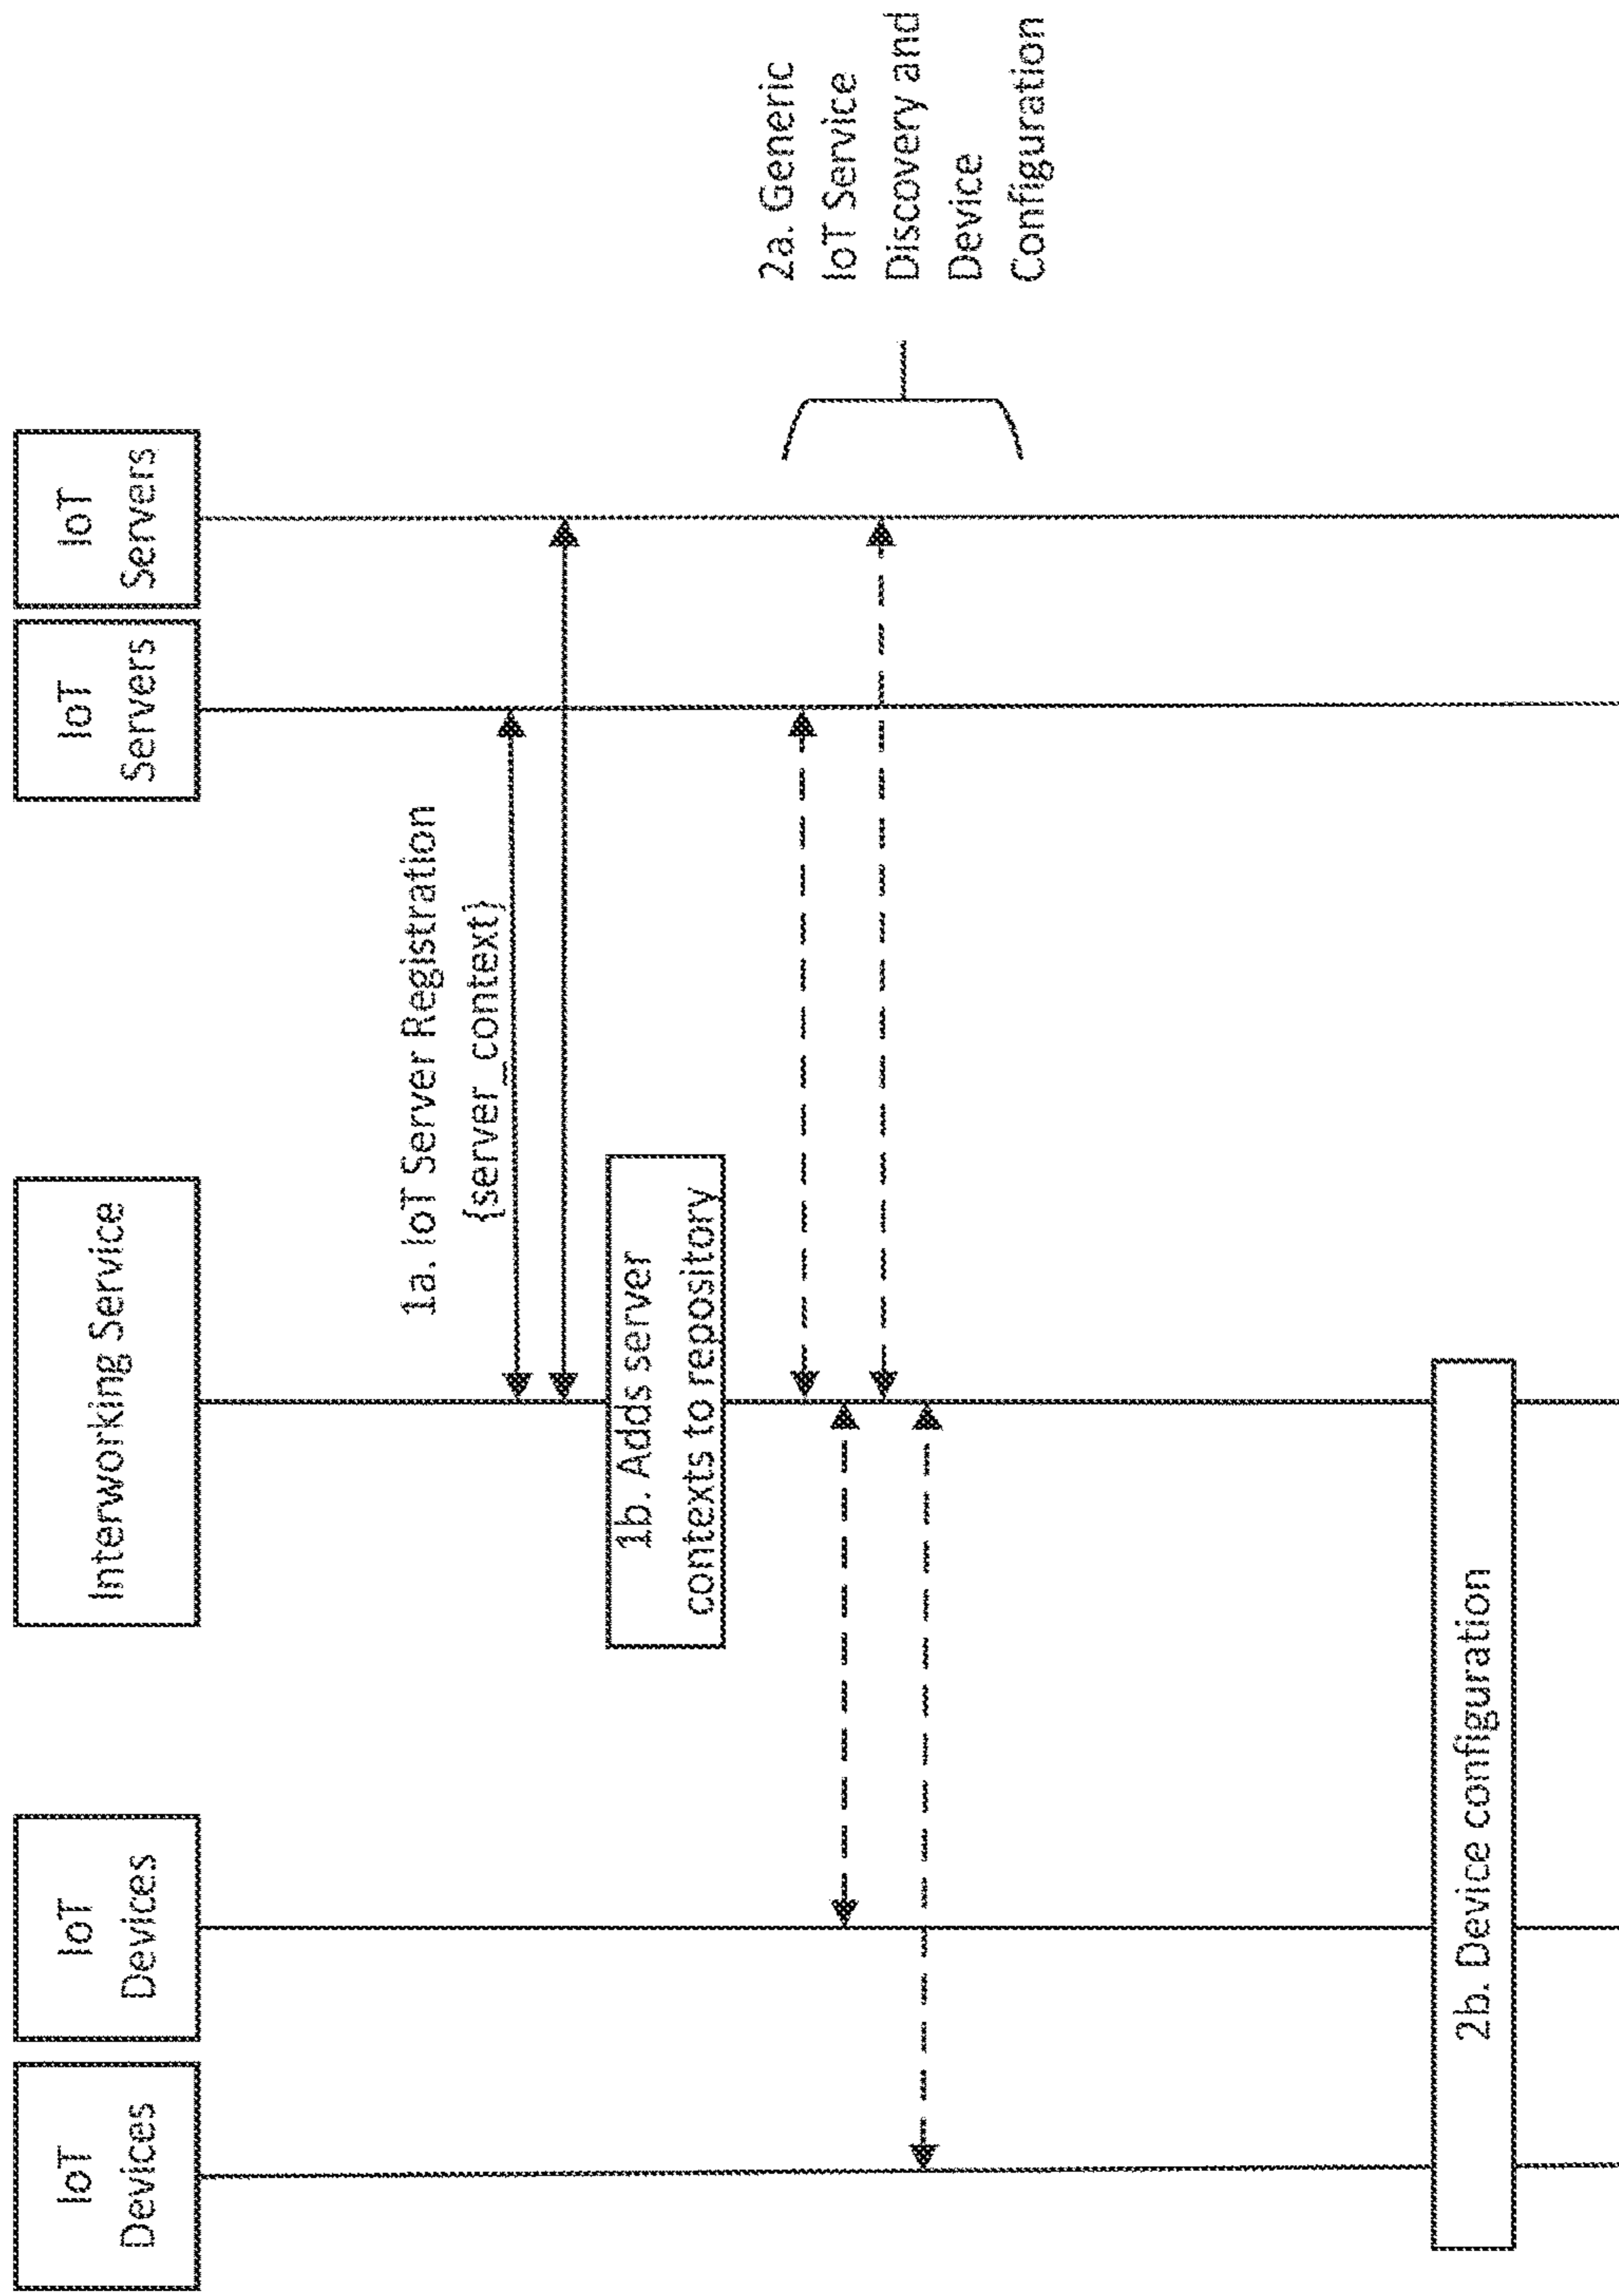 IoT
Devices
IoT
Devices
Interworking Service
IoT
Servers
IoT
Servers
1a. IoT Server Registration
{server_context}
1b. Adds server
contexts to repository
2a. Generic
IoT Service
Discovery and
Device
Configuration
2b. Device configuration